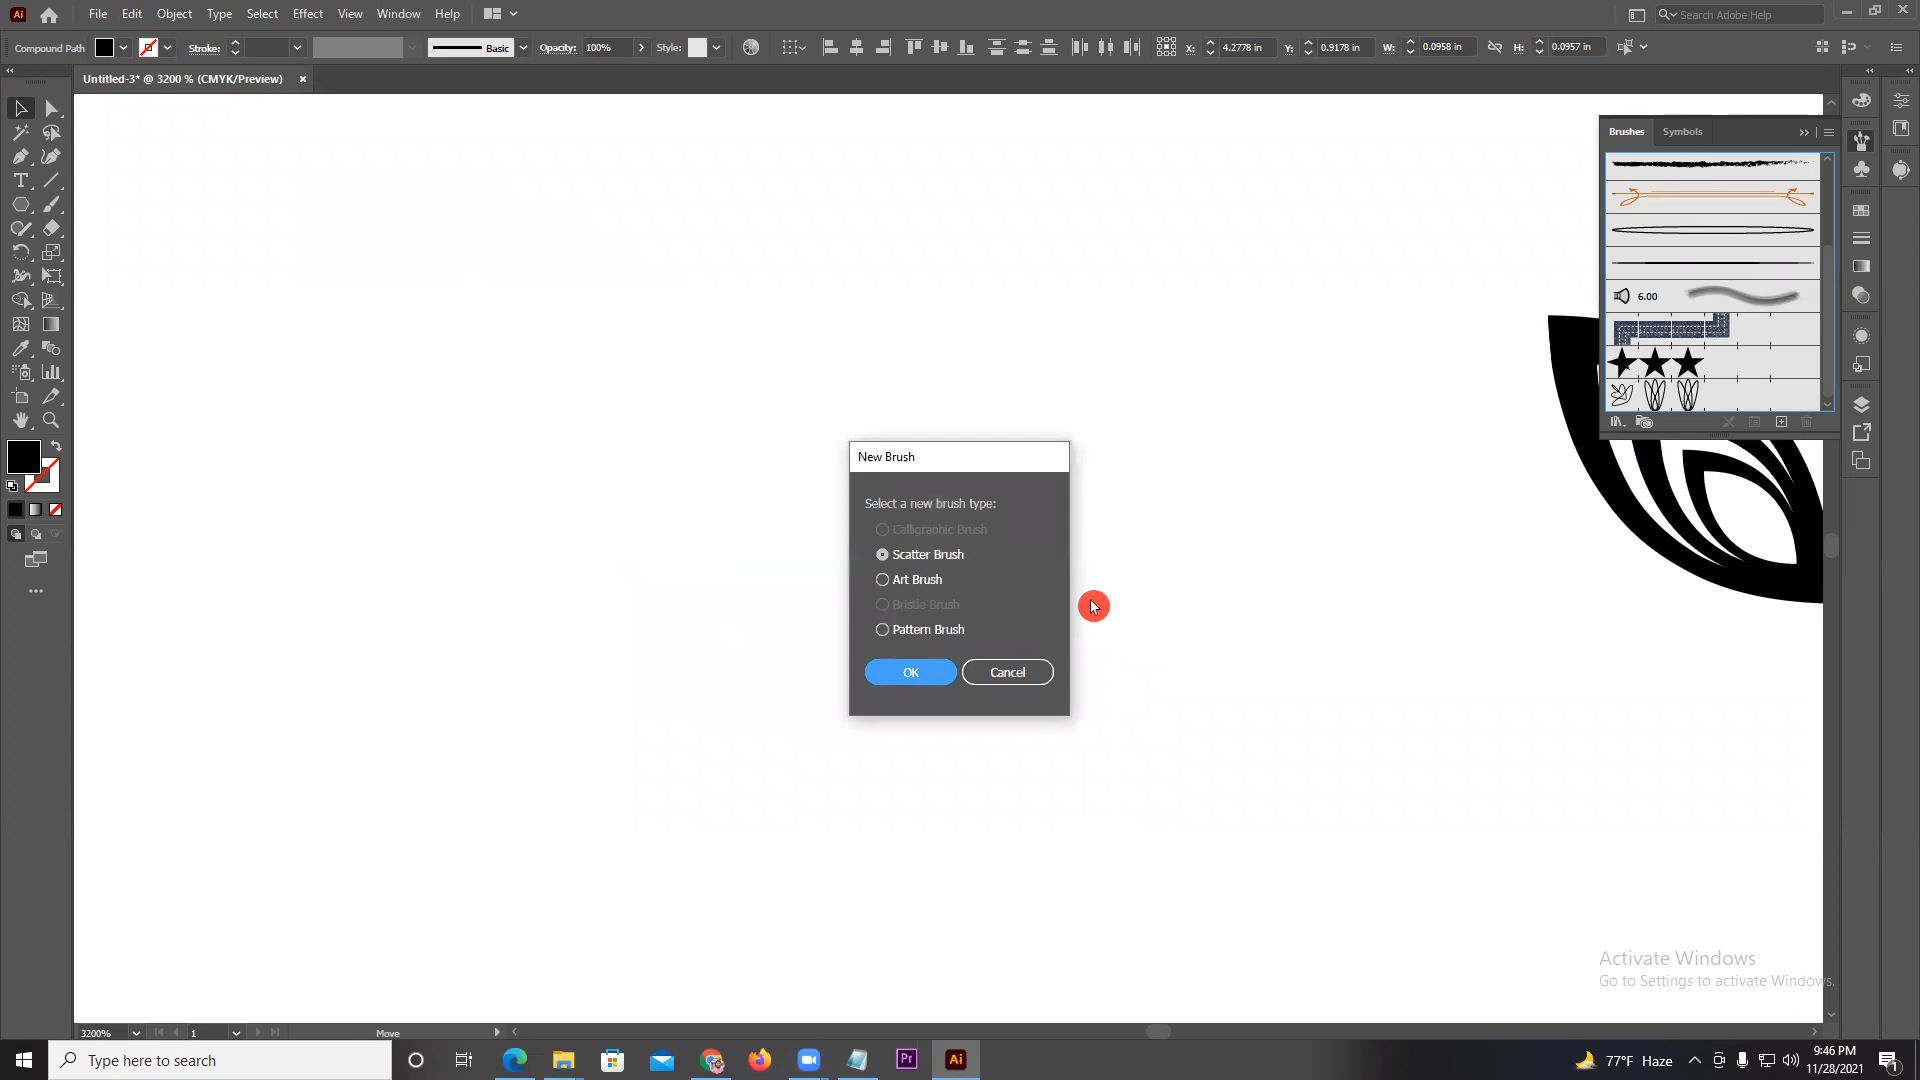 Ai File Edit Object Type Select Effect View Window Help Search Adobe Help
Compound Path Stroke: Basic Opacity: 100% Style: X: 4.2778 in Y: 0.9178 in W: 0.0958 in H: 0.0957 in
Untitled-3* @ 3200 % (CMYK/Preview) ×
Brushes Symbols
6.00
New Brush
Select a new brush type:
Calligraphic Brush
Scatter Brush
Art Brush
Bristle Brush
Pattern Brush
OK Cancel
Activate Windows
Go to Settings to activate Windows.
3200% 1 Move
Type here to search Pr Ai 77°F Haze 9:46 PM
11/28/2021
1